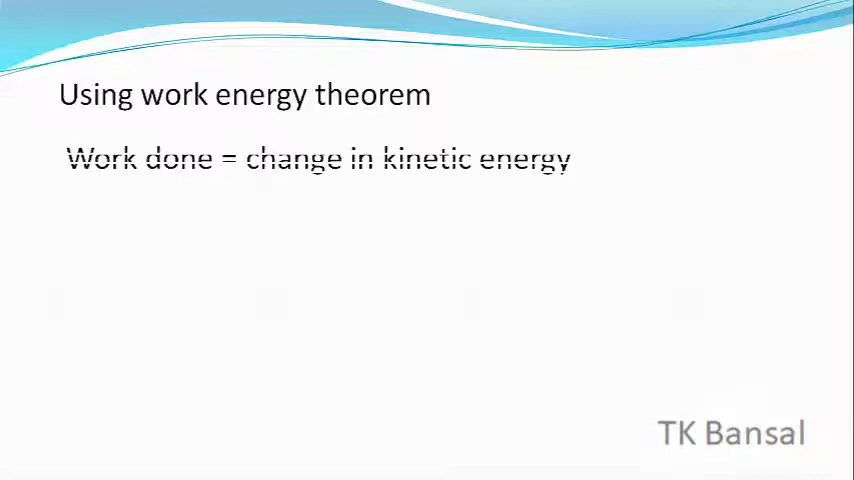 Using work energy theorem
Work done = change in kinetic energy
TK Bansal